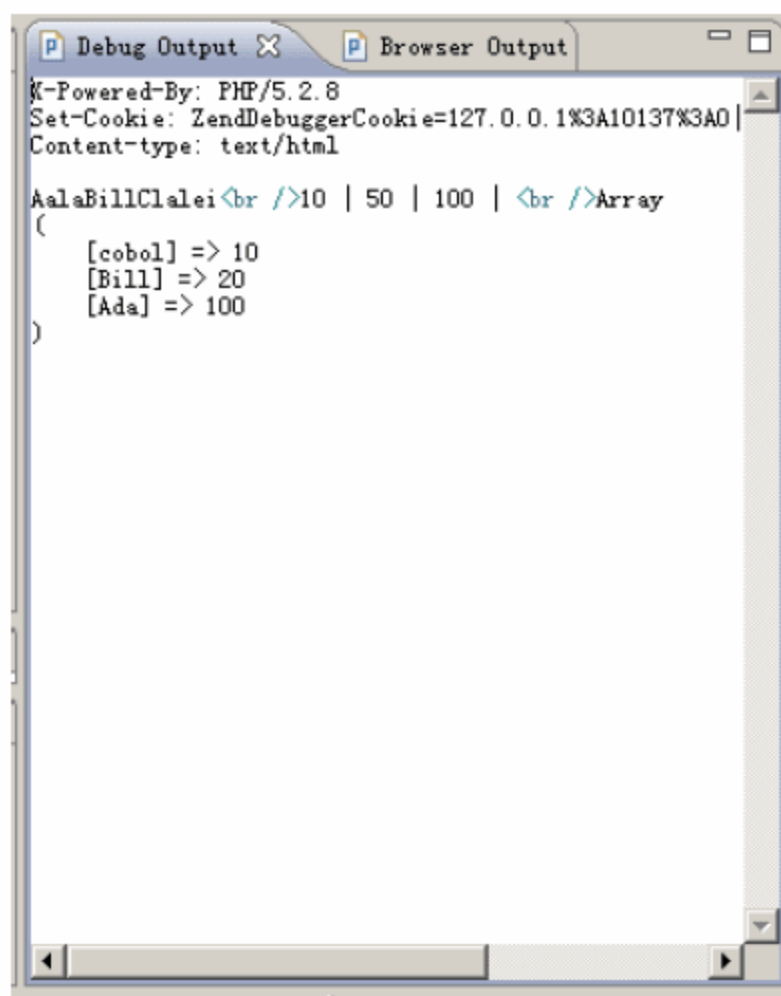 Debug Output Browser Output
X-Powered-By: PHP/5.2.8
Set-Cookie: ZendDebuggerCookie=127.0.0.1%3A10137%3A0|
Content-type: text/html
AalaBillClalei<br />10 | 50 | 100 | <br />Array
(
    [cobol] => 10
    [Bill] => 20
    [Ada] => 100
)